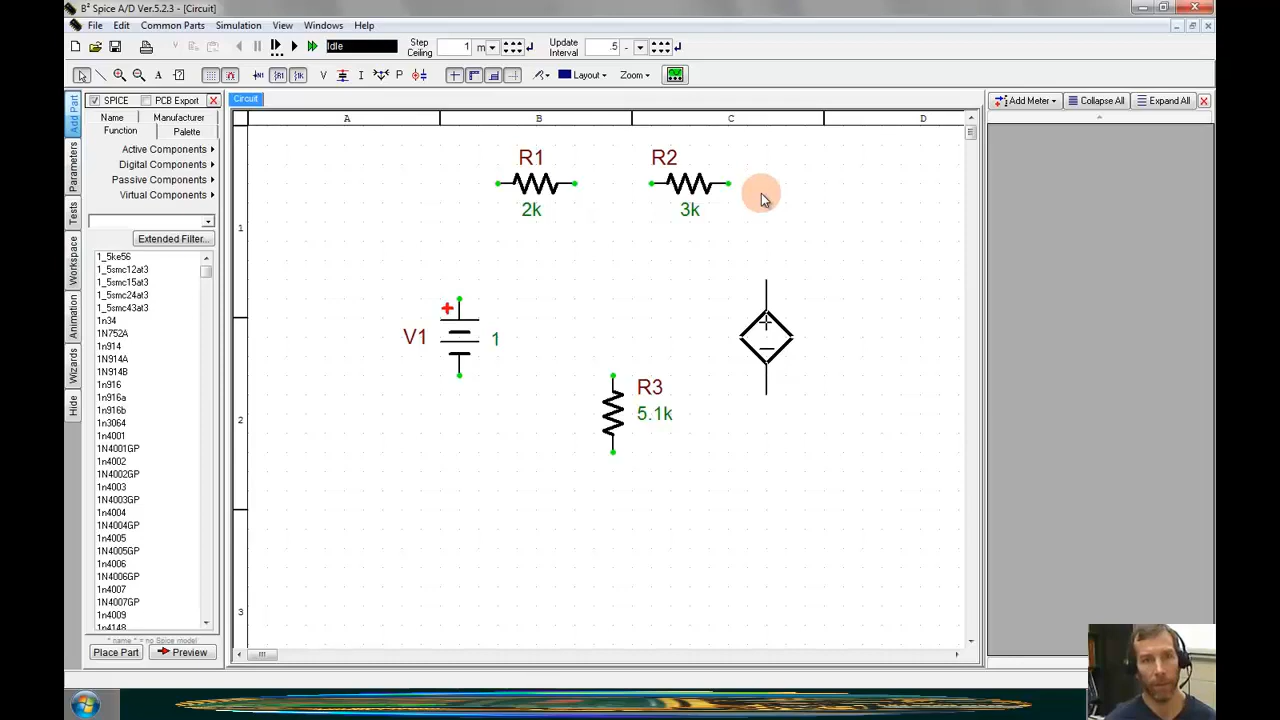 B² Spice A/D Ver.5.2.3 - [Circuit]
File Edit Common Parts Simulation View Windows Help
Idle Step Ceiling 1 m Update Interval .5 -
A V I P Layout Zoom
Add Part
Parameters
Tests
Workspace
Animation
Wizards
Hide
SPICE PCB Export
Name Manufacturer
Function Palette
Active Components
Digital Components
Passive Components
Virtual Components
Extended Filter...
1_5ke56
1_5smc12at3
1_5smc15at3
1_5smc24at3
1_5smc43at3
1n34
1N752A
1n914
1N914A
1N914B
1n916
1n916a
1n916b
1n3064
1n4001
1N4001GP
1n4002
1N4002GP
1n4003
1N4003GP
1n4004
1N4004GP
1n4005
1N4005GP
1n4006
1N4006GP
1n4007
1N4007GP
1n4009
1n4148
* name * = no Spice model
Place Part Preview
Circuit
A B C D
1
2
3
R1
2k
R2
3k
V1
1
R3
5.1k
Add Meter Collapse All Expand All